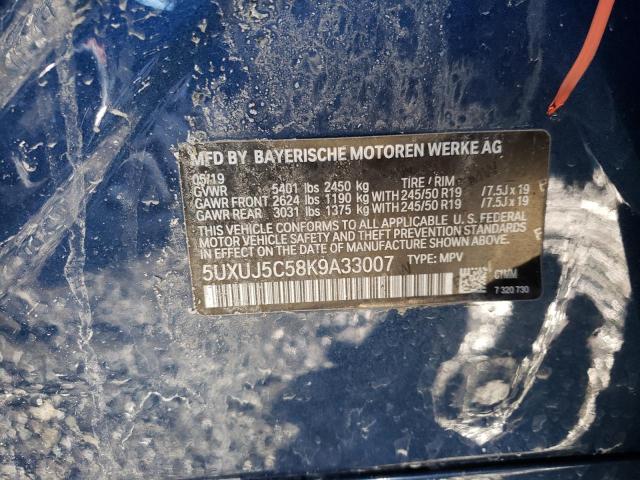 MFD BY BAYERISCHE MOTOREN WERKE AG
06/19
GVWR 5401 lbs 2450 kg TIRE / RIM
GAWR FRONT 2624 lbs 1190 kg WITH 245/50 R19 / 7.5J x 19
GAWR REAR 3031 lbs 1375 kg WITH 245/50 R19 / 7.5J x 19
THIS VEHICLE CONFORMS TO ALL APPLICABLE U. S. FEDERAL
MOTOR VEHICLE SAFETY AND THEFT PREVENTION STANDARDS
IN EFFECT ON THE DATE OF MANUFACTURE SHOWN ABOVE.
5UXUJ5C58K9A33007 TYPE: MPV
G1MM
7 320 730